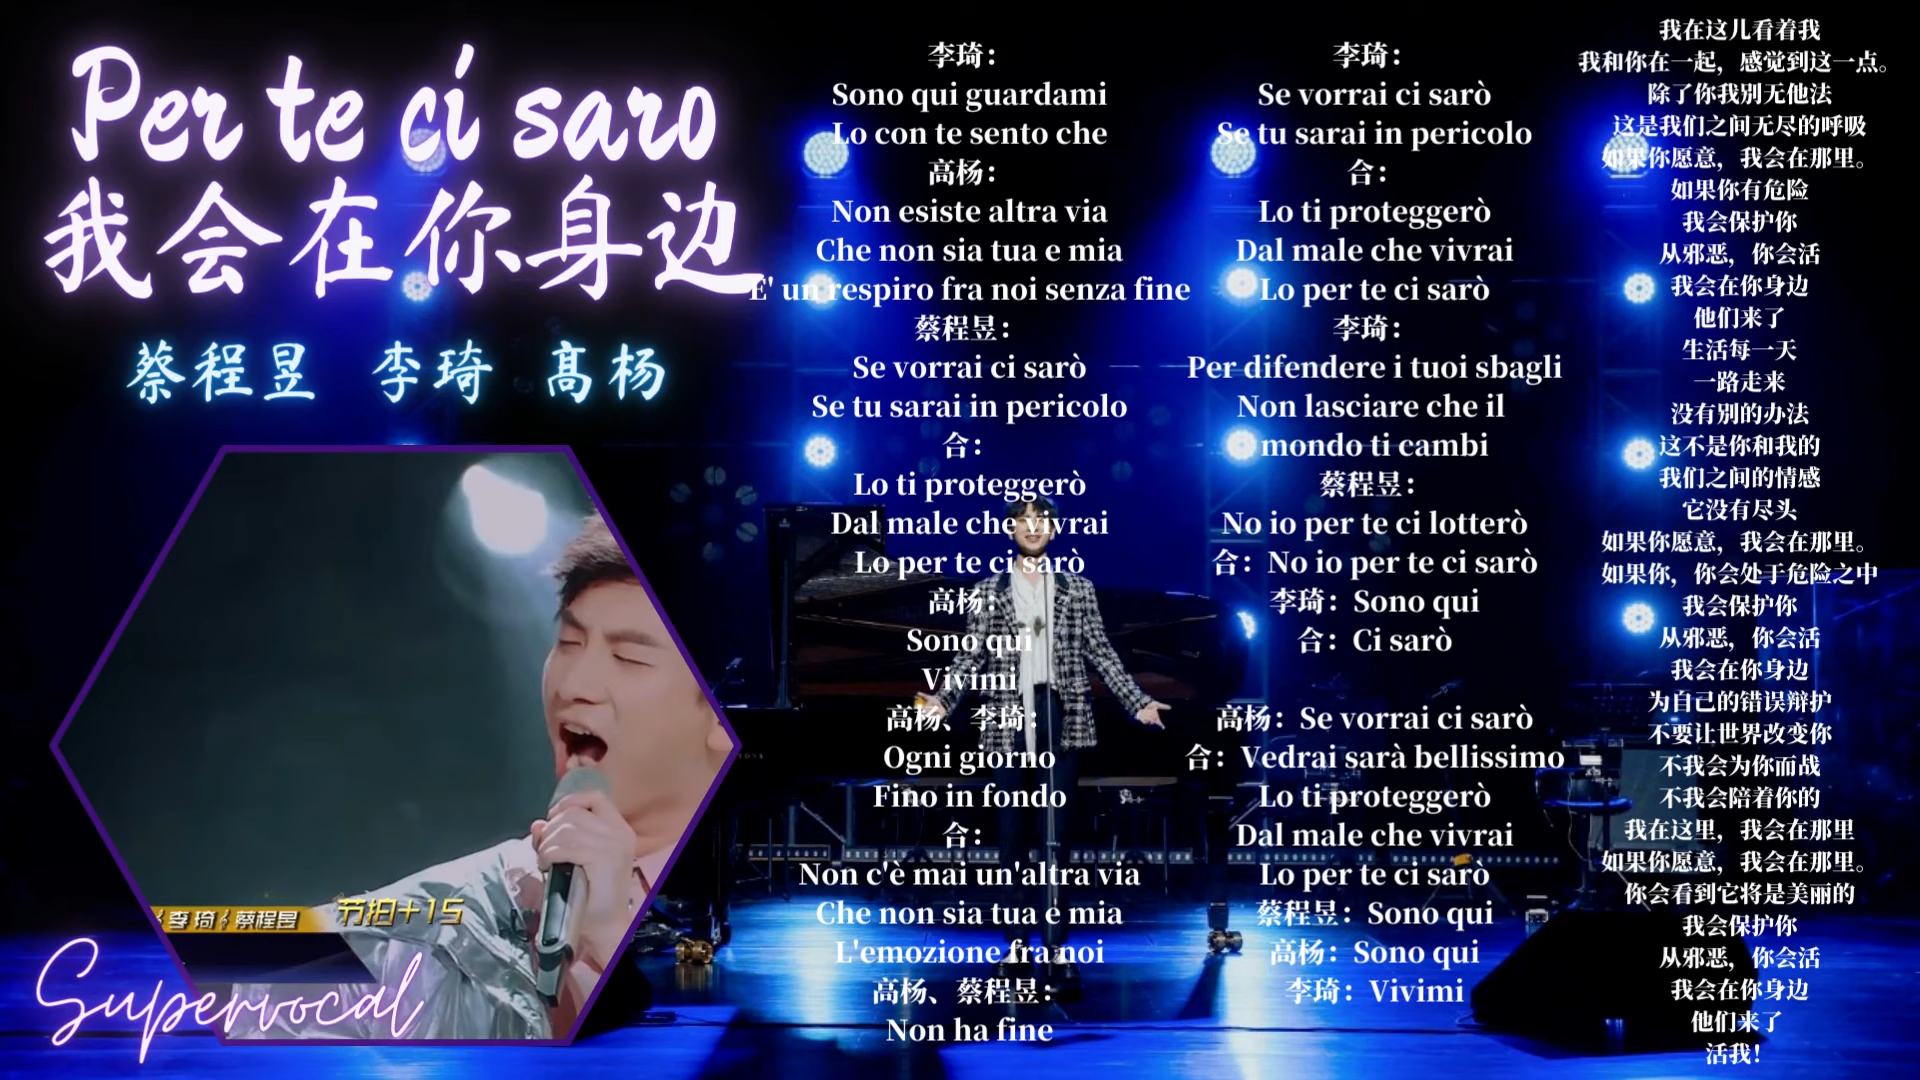 Per te ci saro
我会在你身边
蔡程昱 李琦 高杨
李琦：
Sono qui guardami
Lo con te sento che
高杨：
Non esiste altra via
Che non sia tua e mia
E' un respiro fra noi senza fine
蔡程昱：
Se vorrai ci sarò
Se tu sarai in pericolo
合：
Lo ti proteggerò
Dal male che vivrai
Lo per te ci sarò
高杨：
Sono qui
Vivimi
高杨、李琦：
Ogni giorno
Fino in fondo
合：
Non c'è mai un'altra via
Che non sia tua e mia
L'emozione fra noi
高杨、蔡程昱：
Non ha fine
李琦：
Se vorrai ci sarò
Se tu sarai in pericolo
合：
Lo ti proteggerò
Dal male che vivrai
Lo per te ci sarò
李琦：
Per difendere i tuoi sbagli
Non lasciare che il
mondo ti cambi
蔡程昱：
No io per te ci lotterò
合：No io per te ci sarò
李琦：Sono qui
合：Ci sarò
高杨：Se vorrai ci sarò
合：Vedrai sarà bellissimo
Lo ti proteggerò
Dal male che vivrai
Lo per te ci sarò
蔡程昱：Sono qui
高杨：Sono qui
李琦：Vivimi
我在这儿看着我
我和你在一起，感觉到这一点。
除了你我别无他法
这是我们之间无尽的呼吸
如果你愿意，我会在那里。
如果你有危险
我会保护你
从邪恶，你会活
我会在你身边
他们来了
生活每一天
一路走来
没有别的办法
这不是你和我的
我们之间的情感
它没有尽头
如果你愿意，我会在那里。
如果你，你会处于危险之中
我会保护你
从邪恶，你会活
我会在你身边
为自己的错误辩护
不要让世界改变你
不我会为你而战
不我会陪着你的
我在这里，我会在那里
如果你愿意，我会在那里。
你会看到它将是美丽的
我会保护你
从邪恶，你会活
我会在你身边
他们来了
活我！
李琦 蔡程昱
节拍+15
Supervocal